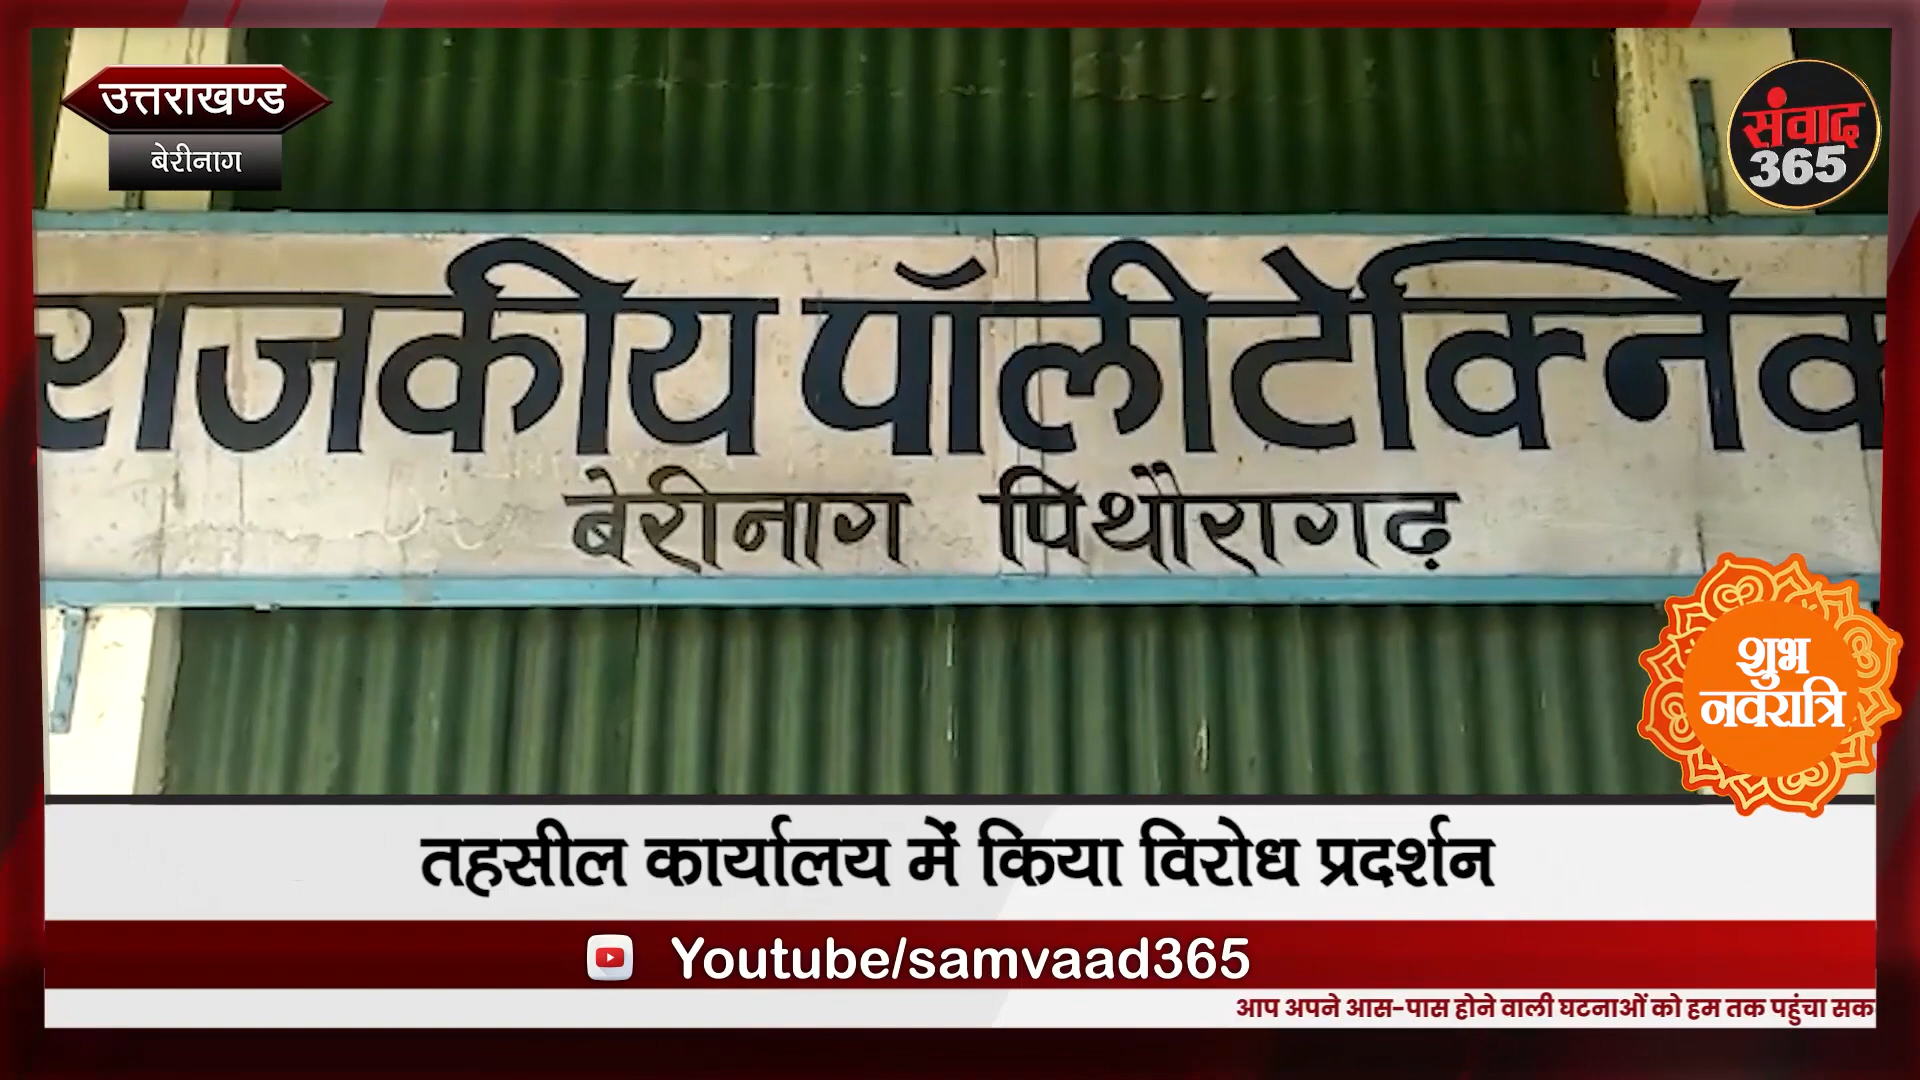 उत्तराखण्ड
बेरीनाग
संवाद
365
राजकीय पॉलीटेक्निक
बेरीनाग पिथौरागढ़
शुभ
नवरात्रि
तहसील कार्यालय में किया विरोध प्रदर्शन
Youtube/samvaad365
आप अपने आस-पास होने वाली घटनाओं को हम तक पहुंचा सक